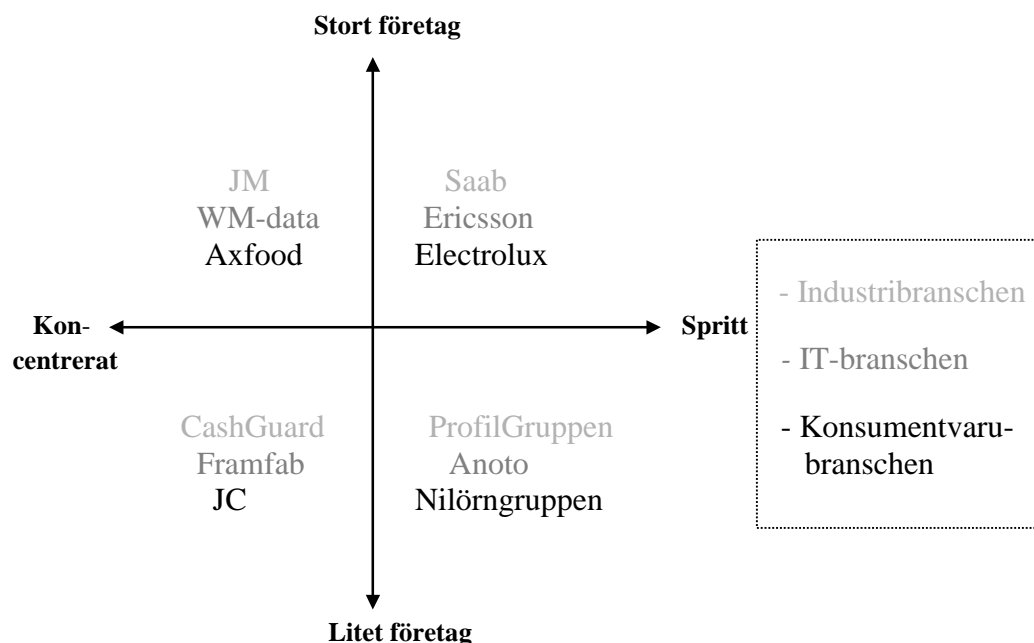 Stort företag
JM
WM-data
Axfood
Saab
Ericsson
Electrolux
Kon-
centrerat
Spritt
- Industribranschen
- IT-branschen
- Konsumentvaru-
branschen
CashGuard
Framfab
JC
ProfilGruppen
Anoto
Nilörngruppen
Litet företag